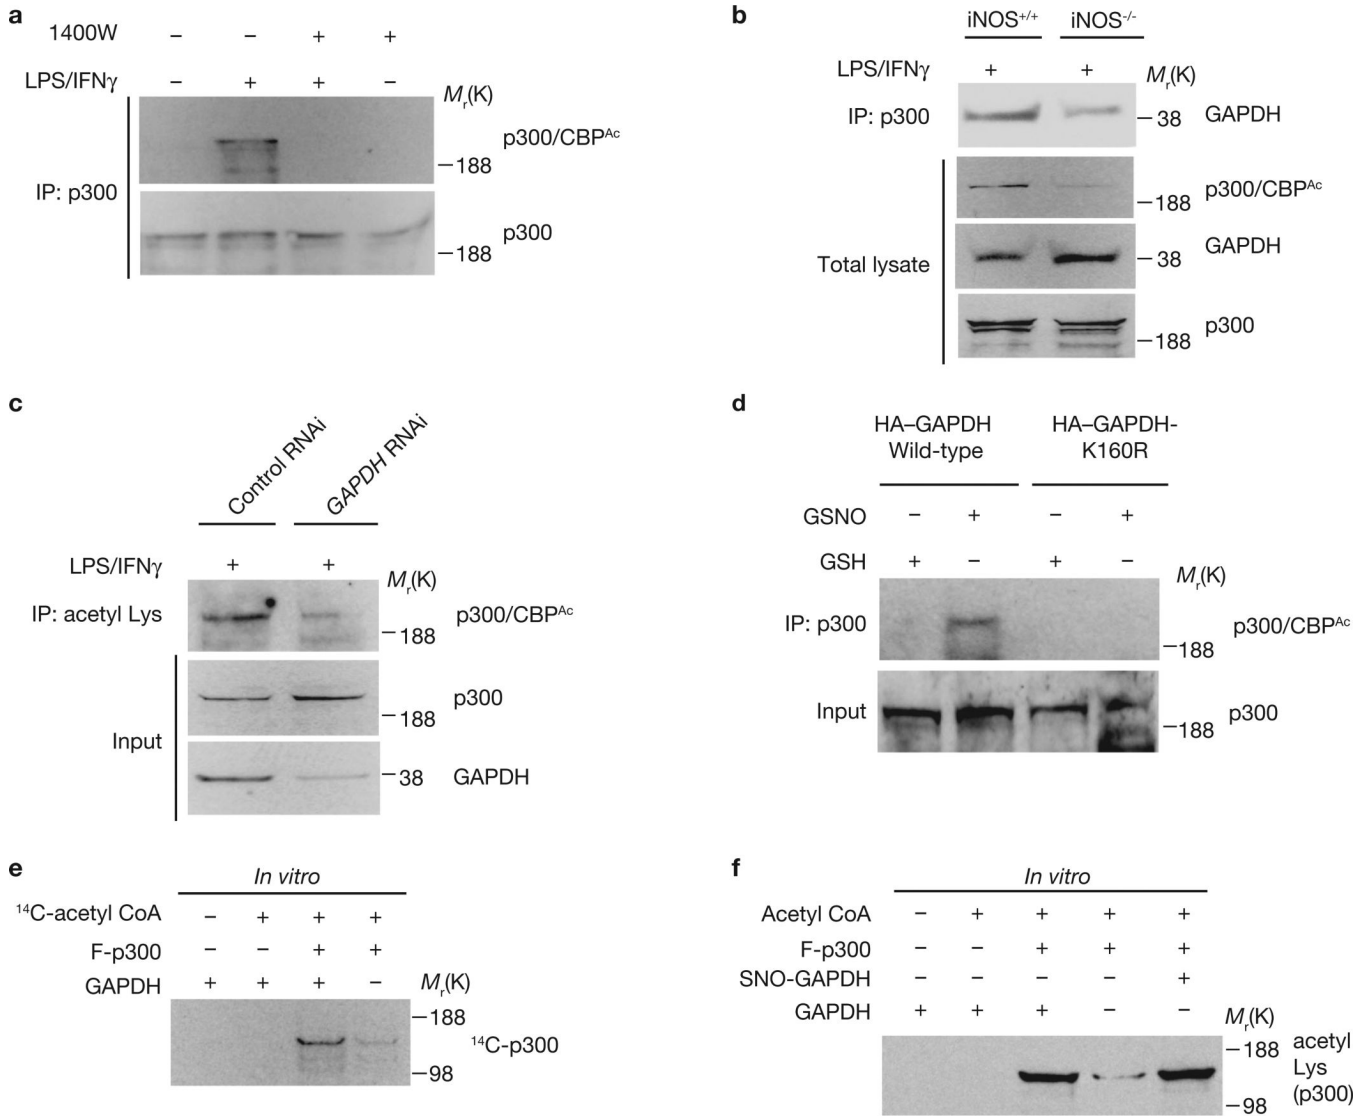 a
1400W – – + +
LPS/IFNγ – + + –
Mr(K)
p300/CBPAc
188
IP: p300
p300
188
b
iNOS+/+ iNOS-/-
LPS/IFNγ + +
Mr(K)
IP: p300
38
GAPDH
p300/CBPAc
188
GAPDH
38
Total lysate
p300
188
c
Control RNAi
GAPDH RNAi
LPS/IFNγ + +
Mr(K)
IP: acetyl Lys
p300/CBPAc
188
p300
188
Input
38
GAPDH
d
HA–GAPDH
Wild-type
HA–GAPDH-
K160R
GSNO – + – +
GSH + – + –
Mr(K)
IP: p300
p300/CBPAc
188
Input
p300
188
e
In vitro
14C-acetyl CoA – + + +
F-p300 – – + +
GAPDH + + + –
Mr(K)
188
14C-p300
98
f
In vitro
Acetyl CoA – + + + +
F-p300 – – + + +
SNO-GAPDH – – – – +
GAPDH + + + – –
Mr(K)
188
acetyl
Lys
(p300)
98